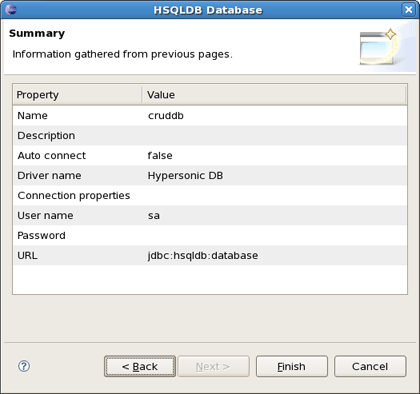 HSQLDB Database
Summary
Information gathered from previous pages.
Property Value
Name cruddb
Description
Auto connect false
Driver name Hypersonic DB
Connection properties
User name sa
Password
URL jdbc:hsqldb:database
? < Back Next > Finish Cancel